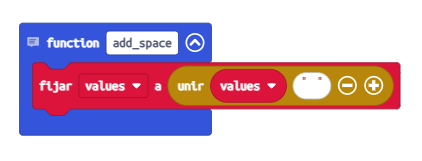 function add_space
fijar values a unir values " "